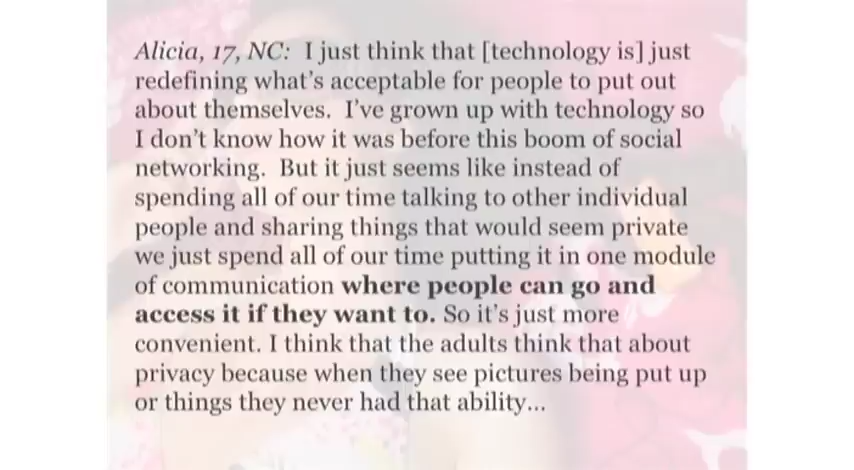 Alicia, 17, NC:  I just think that [technology is] just
redefining what's acceptable for people to put out
about themselves.  I've grown up with technology so
I don't know how it was before this boom of social
networking.  But it just seems like instead of
spending all of our time talking to other individual
people and sharing things that would seem private
we just spend all of our time putting it in one module
of communication where people can go and
access it if they want to. So it's just more
convenient. I think that the adults think that about
privacy because when they see pictures being put up
or things they never had that ability...